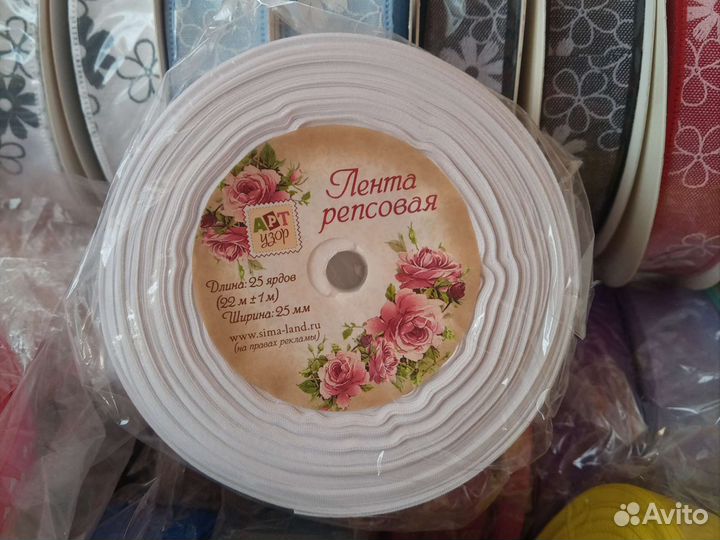 Лента
репсовая
АРТ
узор
Длина: 25 ярдов
(22 м ± 1 м)
Ширина: 25 мм
www.sima-land.ru
(на правах рекламы)
Avito